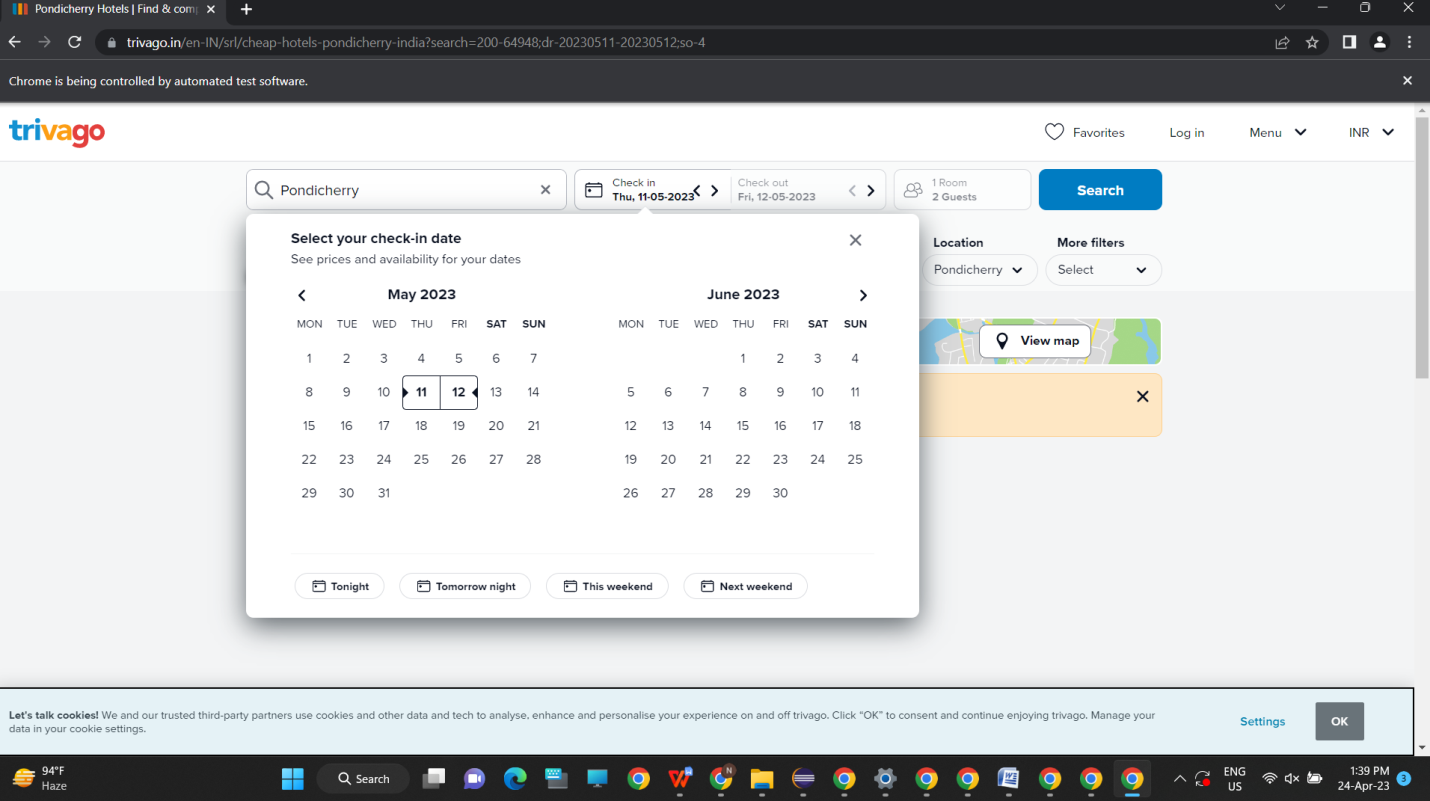 Pondicherry Hotels | Find & com
trivago.in/en-IN/srl/cheap-hotels-pondicherry-india?search=200-64948;dr-20230511-20230512;so-4
Chrome is being controlled by automated test software.
trivago
Favorites
Log in
Menu
INR
Pondicherry
Check in
Thu, 11-05-2023
Check out
Fri, 12-05-2023
1 Room
2 Guests
Search
Select your check-in date
See prices and availability for your dates
Location
Pondicherry
More filters
Select
May 2023
MON TUE WED THU FRI SAT SUN
1 2 3 4 5 6 7
8 9 10 11 12 13 14
15 16 17 18 19 20 21
22 23 24 25 26 27 28
29 30 31
June 2023
MON TUE WED THU FRI SAT SUN
1 2 3 4
5 6 7 8 9 10 11
12 13 14 15 16 17 18
19 20 21 22 23 24 25
26 27 28 29 30
View map
Tonight
Tomorrow night
This weekend
Next weekend
Let's talk cookies! We and our trusted third-party partners use cookies and other data and tech to analyse, enhance and personalise your experience on and off trivago. Click "OK" to consent and continue enjoying trivago. Manage your
data in your cookie settings.
Settings
OK
94°F
Haze
Search
N
W
ENG
US
1:39 PM
24-Apr-23
3